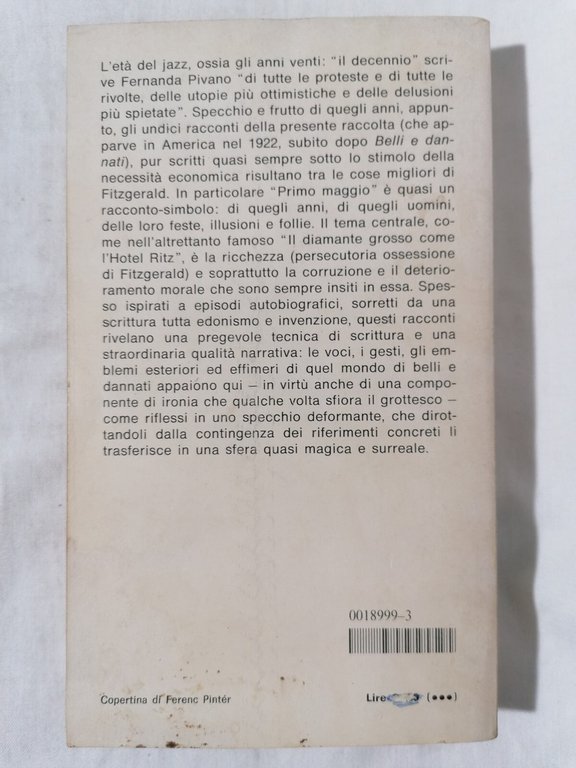 L'età del jazz, ossia gli anni venti: "il decennio" scri-
ve Fernanda Pivano "di tutte le proteste e di tutte le
rivolte, delle utopie più ottimistiche e delle delusioni
più spietate". Specchio e frutto di quegli anni, appun-
to, gli undici racconti della presente raccolta (che ap-
parve in America nel 1922, subito dopo Belli e dan-
nati), pur scritti quasi sempre sotto lo stimolo della
necessità economica risultano tra le cose migliori di
Fitzgerald. In particolare "Primo maggio" è quasi un
racconto-simbolo: di quegli anni, di quegli uomini,
delle loro feste, illusioni e follie. Il tema centrale, co-
me nell'altrettanto famoso "Il diamante grosso come
l'Hotel Ritz", è la ricchezza (persecutoria ossessione
di Fitzgerald) e soprattutto la corruzione e il deterio-
ramento morale che sono sempre insiti in essa. Spes-
so ispirati a episodi autobiografici, sorretti da una
scrittura tutta edonismo e invenzione, questi racconti
rivelano una pregevole tecnica di scrittura e una
straordinaria qualità narrativa: le voci, i gesti, gli em-
blemi esteriori ed effimeri di quel mondo di belli e
dannati appaiono qui – in virtù anche di una compo-
nente di ironia che qualche volta sfiora il grottesco –
come riflessi in uno specchio deformante, che dirot-
tandoli dalla contingenza dei riferimenti concreti li
trasferisce in una sfera quasi magica e surreale.
0018999-3
Copertina di Ferenc Pintér
Lire (•••)